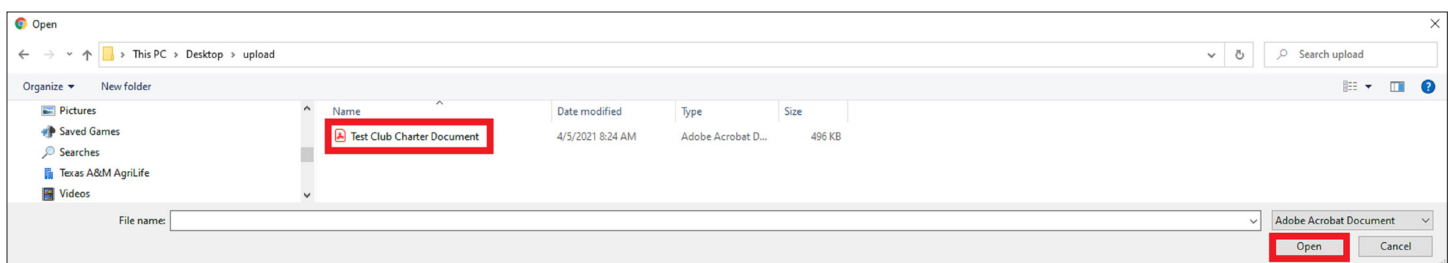 Open
This PC > Desktop > upload
Search upload
Organize
New folder
Pictures
Saved Games
Searches
Texas A&M AgriLife
Videos
Name Date modified Type Size
Test Club Charter Document 4/5/2021 8:24 AM Adobe Acrobat D... 496 KB
File name:
Adobe Acrobat Document
Open Cancel